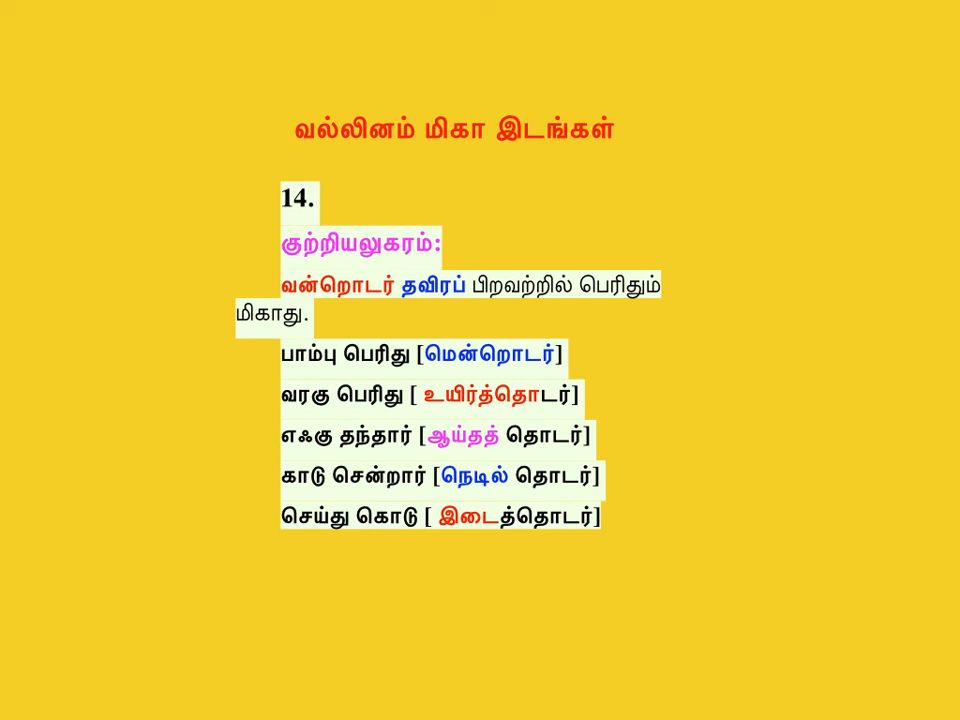 வல்லினம் மிகா இடங்கள்
14.
குற்றியலுகரம்:
வன்றொடர் தவிரப் பிறவற்றில் பெரிதும்
மிகாது.
பாம்பு பெரிது [மென்றொடர்]
வரகு பெரிது [ உயிர்த்தொடர்]
எஃகு தந்தார் [ஆய்தத் தொடர்]
காடு சென்றார் [நெடில் தொடர்]
செய்து கொடு [ இடைத்தொடர்]